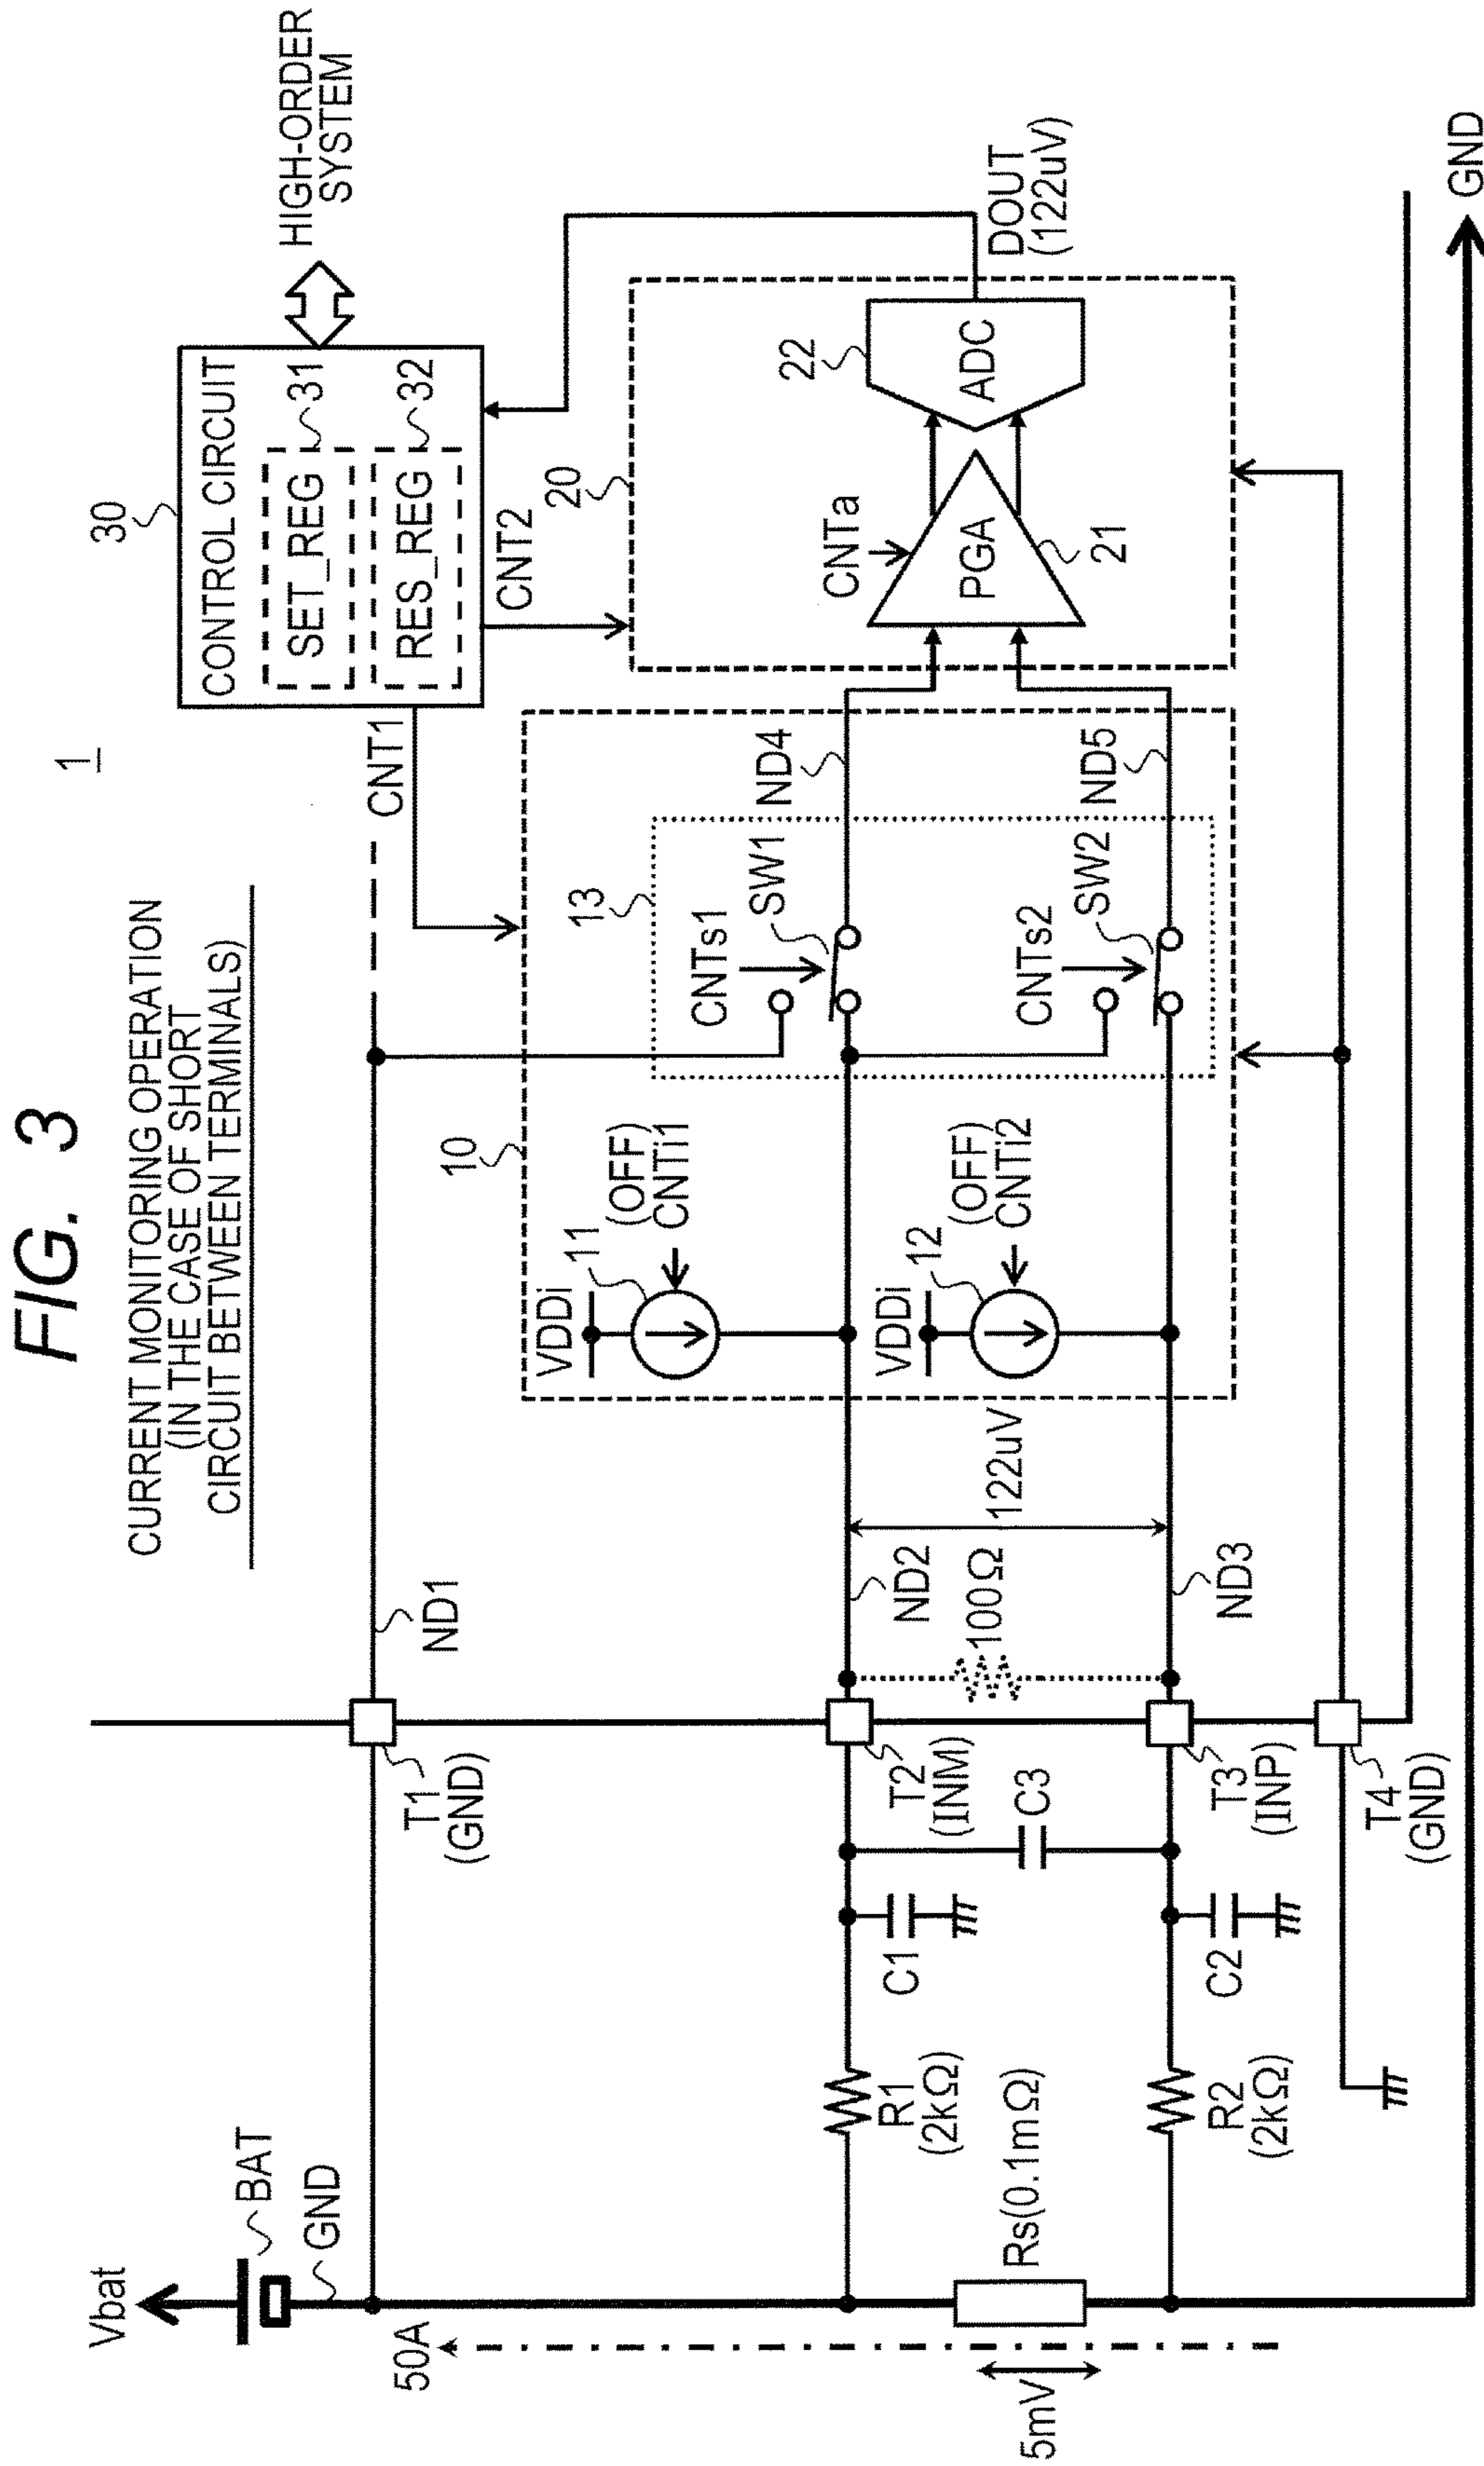 FIG. 3
CURRENT MONITORING OPERATION
(IN THE CASE OF SHORT
CIRCUIT BETWEEN TERMINALS)
1
Vbat
BAT
GND
50A
5mV
Rs(0.1mΩ)
R1
(2kΩ)
R2
(2kΩ)
C1
C2
C3
T1
(GND)
T2
(INM)
T3
(INP)
T4
(GND)
ND1
ND2
ND3
100Ω
122uV
10
VDDi
11
(OFF)
CNTi1
VDDi
12
(OFF)
CNTi2
13
CNTs1
SW1
CNTs2
SW2
ND4
ND5
CNT1
30
CONTROL CIRCUIT
SET_REG
31
RES_REG
32
CNT2
HIGH-ORDER
SYSTEM
20
CNTa
PGA
21
22
ADC
DOUT
(122uV)
GND